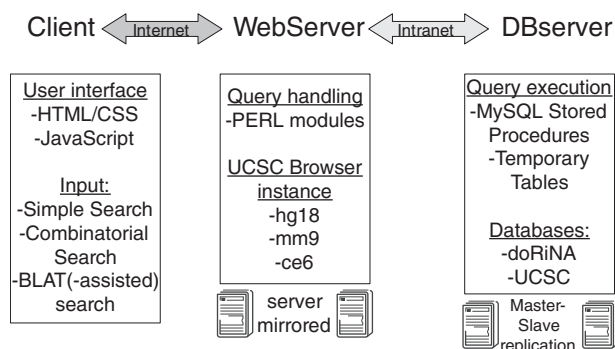 Client Internet WebServer Intranet DBserver
User interface
-HTML/CSS
-JavaScript
Input:
-Simple Search
-Combinatorial
Search
-BLAT(-assisted)
search
Query handling
-PERL modules
UCSC Browser
instance
-hg18
-mm9
-ce6
server
mirrored
Query execution
-MySQL Stored
Procedures
-Temporary
Tables
Databases:
-doRiNA
-UCSC
Master-
Slave
replication